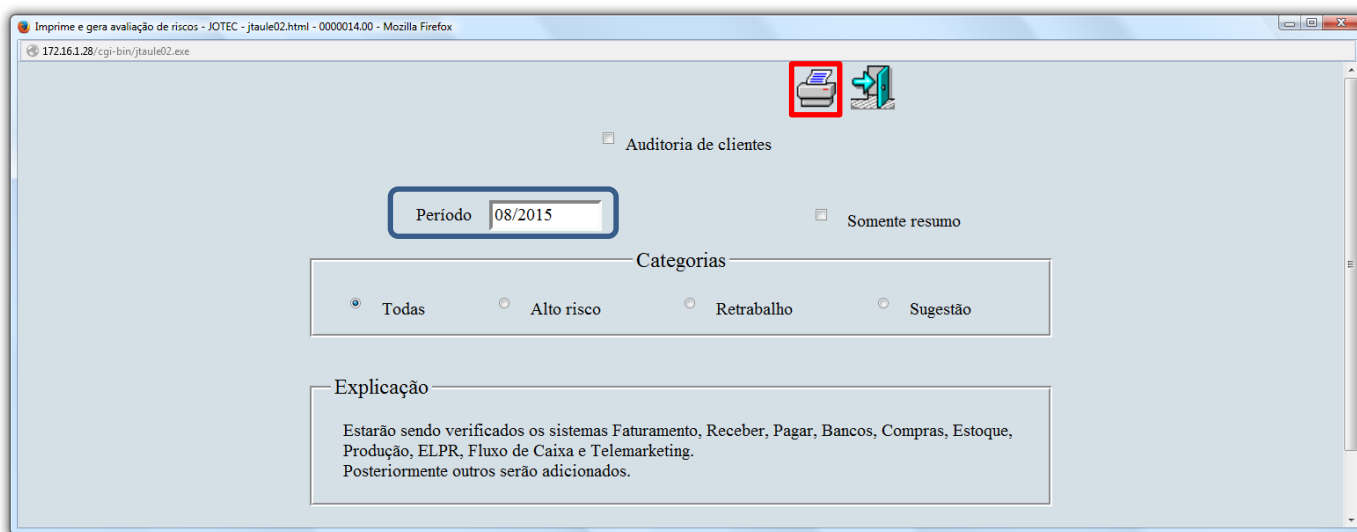 Imprime e gera avaliação de riscos - JOTEC - jtaule02.html - 0000014.00 - Mozilla Firefox
172.16.1.28/cgi-bin/jtaule02.exe
Auditoria de clientes
Período 08/2015 Somente resumo
Categorias
Todas Alto risco Retrabalho Sugestão
Explicação
Estarão sendo verificados os sistemas Faturamento, Receber, Pagar, Bancos, Compras, Estoque,
Produção, ELPR, Fluxo de Caixa e Telemarketing.
Posteriormente outros serão adicionados.